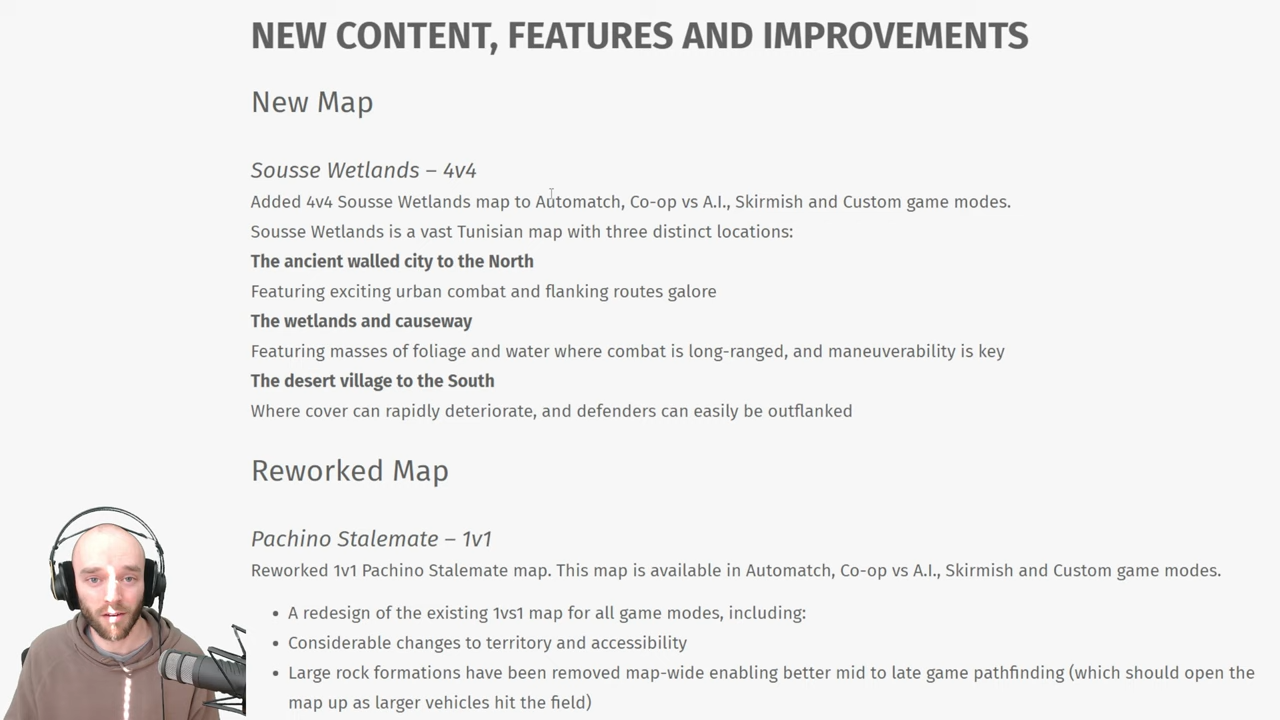 NEW CONTENT, FEATURES AND IMPROVEMENTS
New Map
Sousse Wetlands – 4v4
Added 4v4 Sousse Wetlands map to Automatch, Co-op vs A.I., Skirmish and Custom game modes.
Sousse Wetlands is a vast Tunisian map with three distinct locations:
The ancient walled city to the North
Featuring exciting urban combat and flanking routes galore
The wetlands and causeway
Featuring masses of foliage and water where combat is long-ranged, and maneuverability is key
The desert village to the South
Where cover can rapidly deteriorate, and defenders can easily be outflanked
Reworked Map
Pachino Stalemate – 1v1
Reworked 1v1 Pachino Stalemate map. This map is available in Automatch, Co-op vs A.I., Skirmish and Custom game modes.
• A redesign of the existing 1vs1 map for all game modes, including:
• Considerable changes to territory and accessibility
• Large rock formations have been removed map-wide enabling better mid to late game pathfinding (which should open the
map up as larger vehicles hit the field)